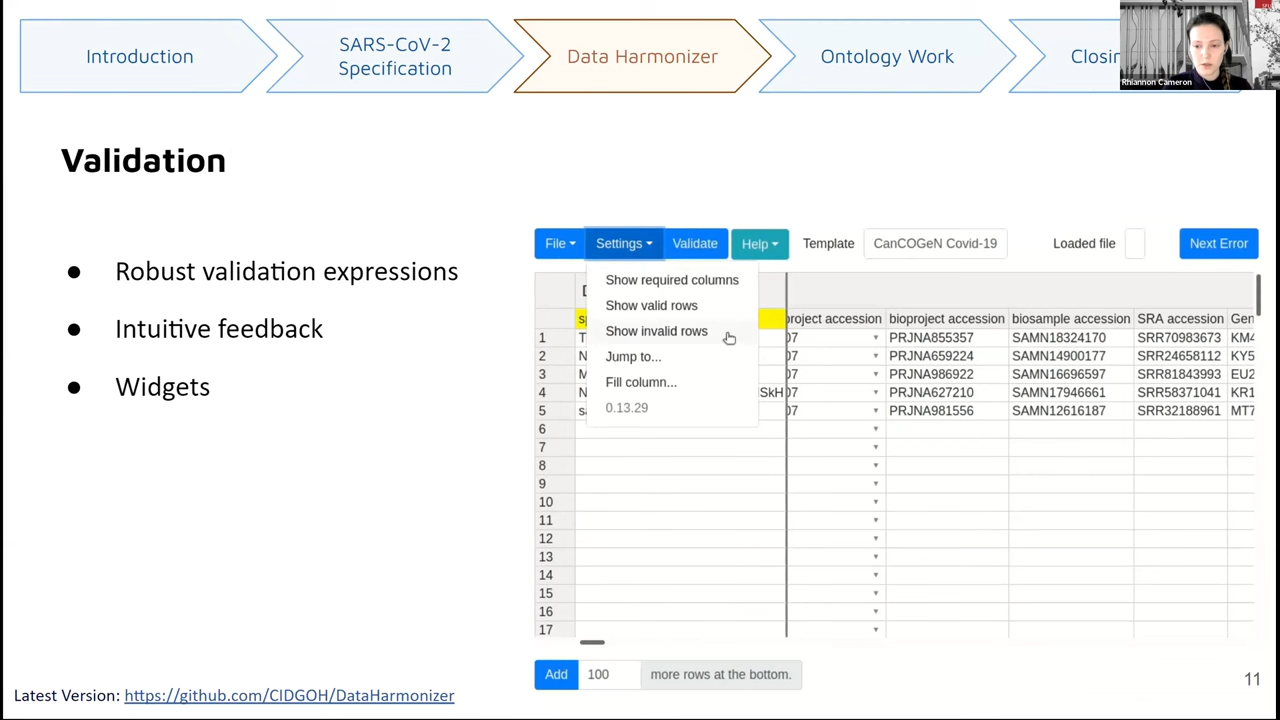 Introduction
SARS-CoV-2
Specification
Data Harmonizer
Ontology Work
Rhiannon Cameron
Validation
● Robust validation expressions
● Intuitive feedback
● Widgets
File Settings Validate Help Template CanCOGeN Covid-19 Loaded file Next Error
Show required columns
Show valid rows
Show invalid rows
Jump to...
Fill column...
0.13.29
project accession bioproject accession biosample accession SRA accession
1 07 PRJNA855357 SAMN18324170 SRR70983673
2 07 PRJNA659224 SAMN14900177 SRR24658112
3 07 PRJNA986922 SAMN16696597 SRR81843993
4 07 PRJNA627210 SAMN17946661 SRR58371041
5 07 PRJNA981556 SAMN12616187 SRR32188961
6
7
8
9
10
11
12
13
14
15
16
17
Add 100 more rows at the bottom.
Latest Version: https://github.com/CIDGOH/DataHarmonizer
11